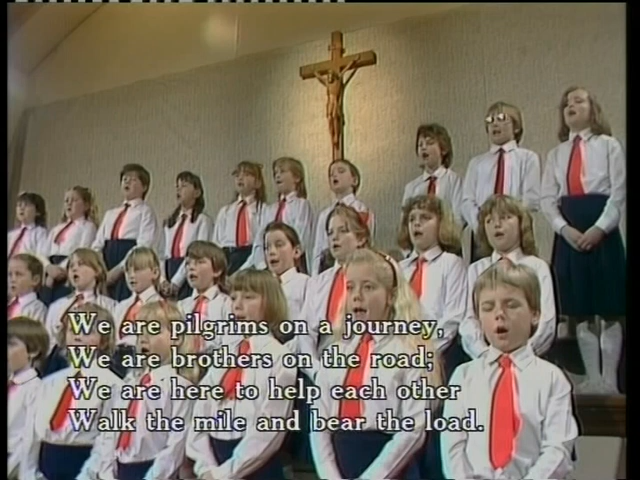 We are pilgrims on a journey,
We are brothers on the road;
We are here to help each other
Walk the mile and bear the load.